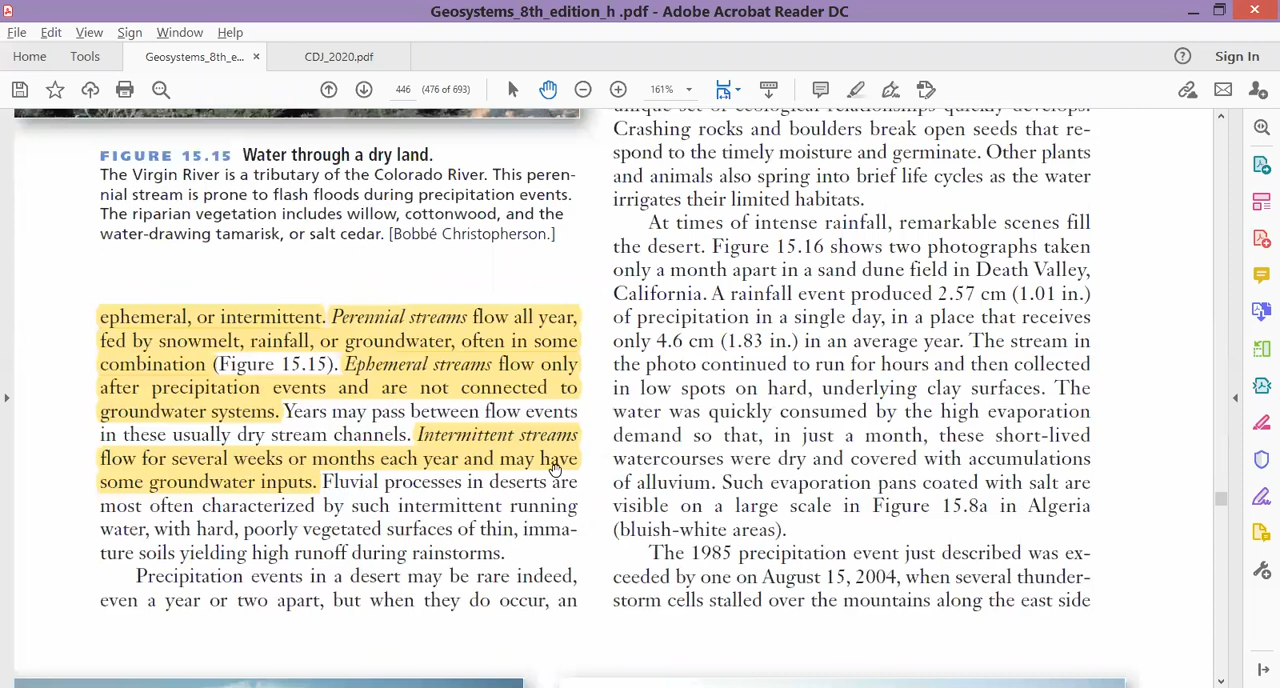 Geosystems_8th_edition_h .pdf - Adobe Acrobat Reader DC
File Edit View Sign Window Help
Home Tools Geosystems_8th_e... × CDJ_2020.pdf Sign In
446 (476 of 693) 161%
FIGURE 15.15 Water through a dry land.
The Virgin River is a tributary of the Colorado River. This peren-
nial stream is prone to flash floods during precipitation events.
The riparian vegetation includes willow, cottonwood, and the
water-drawing tamarisk, or salt cedar. [Bobbé Christopherson.]
ephemeral, or intermittent. Perennial streams flow all year,
fed by snowmelt, rainfall, or groundwater, often in some
combination (Figure 15.15). Ephemeral streams flow only
after precipitation events and are not connected to
groundwater systems. Years may pass between flow events
in these usually dry stream channels. Intermittent streams
flow for several weeks or months each year and may have
some groundwater inputs. Fluvial processes in deserts are
most often characterized by such intermittent running
water, with hard, poorly vegetated surfaces of thin, imma-
ture soils yielding high runoff during rainstorms.
Precipitation events in a desert may be rare indeed,
even a year or two apart, but when they do occur, an
unique set of ecological relationships quickly develops.
Crashing rocks and boulders break open seeds that re-
spond to the timely moisture and germinate. Other plants
and animals also spring into brief life cycles as the water
irrigates their limited habitats.
At times of intense rainfall, remarkable scenes fill
the desert. Figure 15.16 shows two photographs taken
only a month apart in a sand dune field in Death Valley,
California. A rainfall event produced 2.57 cm (1.01 in.)
of precipitation in a single day, in a place that receives
only 4.6 cm (1.83 in.) in an average year. The stream in
the photo continued to run for hours and then collected
in low spots on hard, underlying clay surfaces. The
water was quickly consumed by the high evaporation
demand so that, in just a month, these short-lived
watercourses were dry and covered with accumulations
of alluvium. Such evaporation pans coated with salt are
visible on a large scale in Figure 15.8a in Algeria
(bluish-white areas).
The 1985 precipitation event just described was ex-
ceeded by one on August 15, 2004, when several thunder-
storm cells stalled over the mountains along the east side